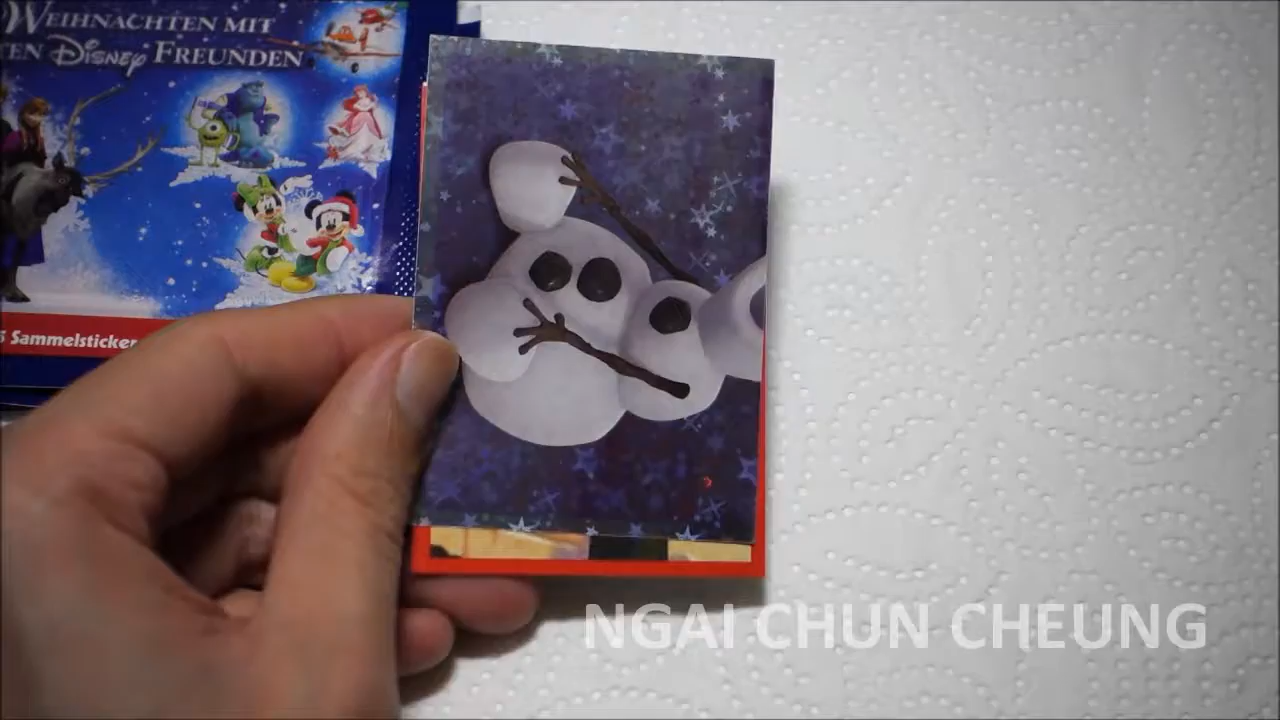 WEIHNACHTEN MIT
TEN DISNEY FREUNDEN
5 Sammelsticker
NGAI CHUN CHEUNG